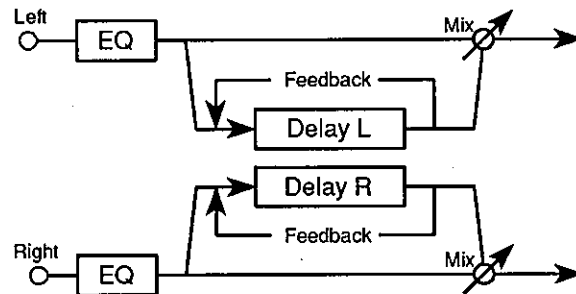 Left
EQ
Mix
Feedback
Delay L
Delay R
Feedback
Right
EQ
Mix